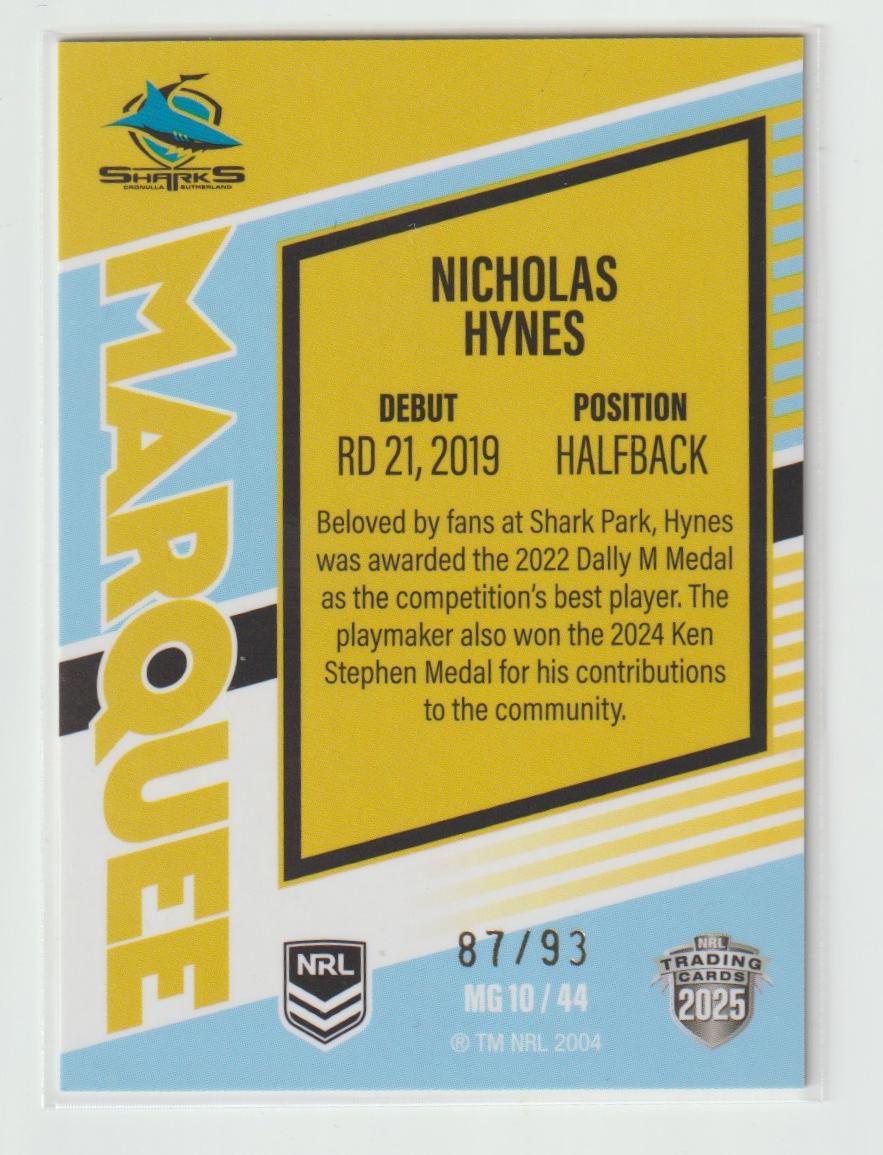 SHARKS
CRONULLA SUTHERLAND
MARQUEE
NICHOLAS
HYNES
DEBUT
RD 21, 2019
POSITION
HALFBACK
Beloved by fans at Shark Park, Hynes
was awarded the 2022 Dally M Medal
as the competition's best player. The
playmaker also won the 2024 Ken
Stephen Medal for his contributions
to the community.
NRL
87/93
MG 10 / 44
® TM NRL 2004
NRL
TRADING
CARDS
2025